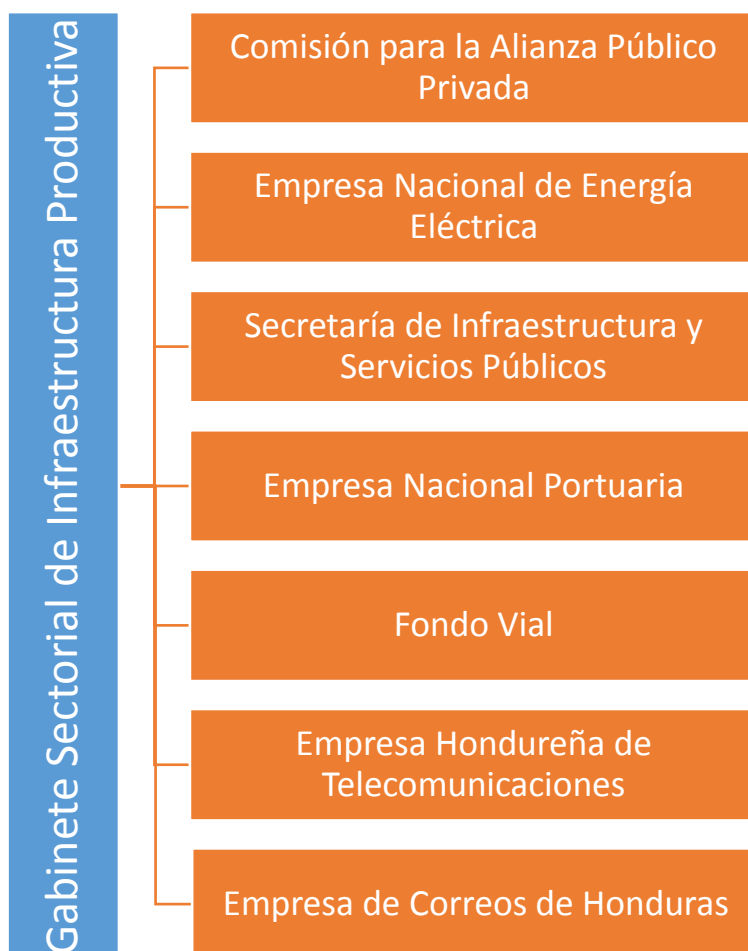 Gabinete Sectorial de Infraestructura Productiva
Comisión para la Alianza Público
Privada
Empresa Nacional de Energía
Eléctrica
Secretaría de Infraestructura y
Servicios Públicos
Empresa Nacional Portuaria
Fondo Vial
Empresa Hondureña de
Telecomunicaciones
Empresa de Correos de Honduras